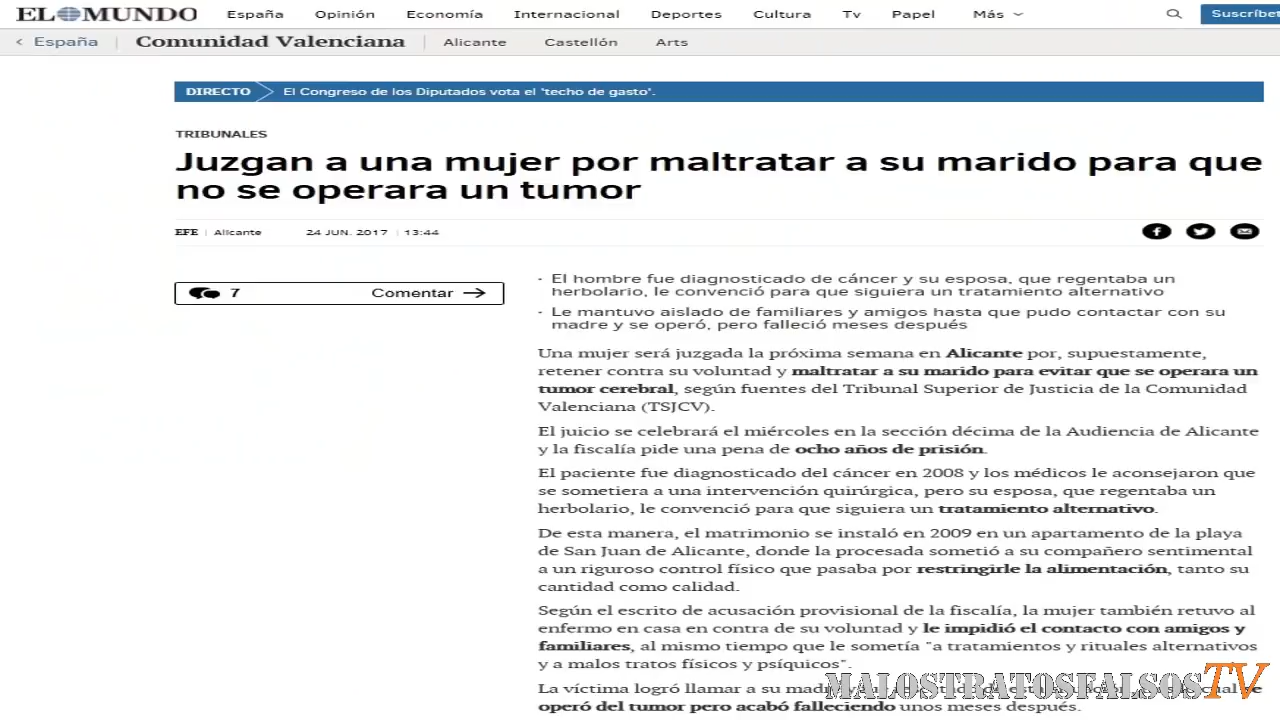 EL MUNDO España Opinión Economía Internacional Deportes Cultura Tv Papel Más Suscríbet
< España Comunidad Valenciana Alicante Castellón Arts
DIRECTO El Congreso de los Diputados vota el 'techo de gasto'.
TRIBUNALES
Juzgan a una mujer por maltratar a su marido para que
no se operara un tumor
EFE | Alicante 24 JUN. 2017 | 13:44
7 Comentar →
- El hombre fue diagnosticado de cáncer y su esposa, que regentaba un
herbolario, le convenció para que siguiera un tratamiento alternativo
- Le mantuvo aislado de familiares y amigos hasta que pudo contactar con su
madre y se operó, pero falleció meses después
Una mujer será juzgada la próxima semana en Alicante por, supuestamente,
retener contra su voluntad y maltratar a su marido para evitar que se operara un
tumor cerebral, según fuentes del Tribunal Superior de Justicia de la Comunidad
Valenciana (TSJCV).
El juicio se celebrará el miércoles en la sección décima de la Audiencia de Alicante
y la fiscalía pide una pena de ocho años de prisión.
El paciente fue diagnosticado del cáncer en 2008 y los médicos le aconsejaron que
se sometiera a una intervención quirúrgica, pero su esposa, que regentaba un
herbolario, le convenció para que siguiera un tratamiento alternativo.
De esta manera, el matrimonio se instaló en 2009 en un apartamento de la playa
de San Juan de Alicante, donde la procesada sometió a su compañero sentimental
a un riguroso control físico que pasaba por restringirle la alimentación, tanto su
cantidad como calidad.
Según el escrito de acusación provisional de la fiscalía, la mujer también retuvo al
enfermo en casa en contra de su voluntad y le impidió el contacto con amigos y
familiares, al mismo tiempo que le sometía "a tratamientos y rituales alternativos
y a malos tratos físicos y psíquicos".
La víctima logró llamar a su madre se
operó del tumor pero acabó falleciendo unos meses después.
MALOSTRATOSFALSOSTV